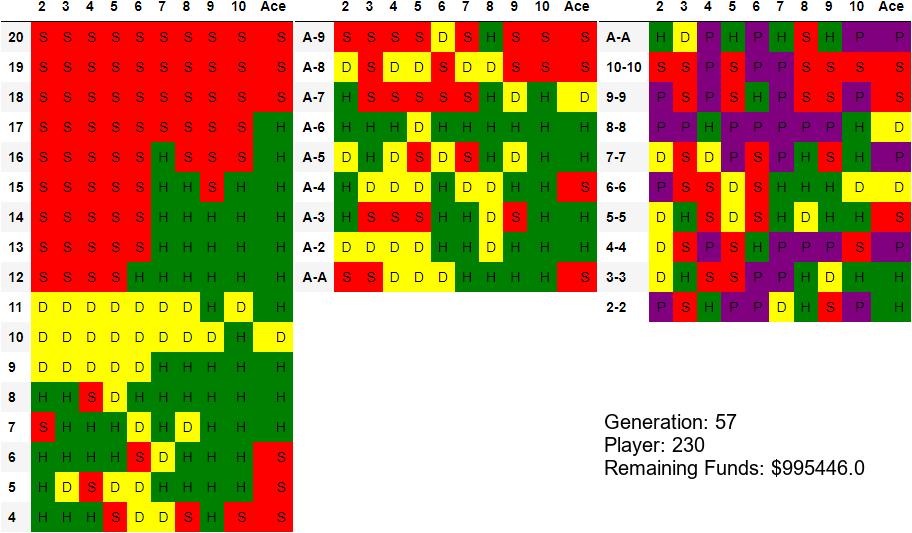 2 3 4 5 6 7 8 9 10 Ace
20 S S S S S S S S S S
19 S S S S S S S S S S
18 S S S S S S S S S S
17 S S S S S S S S S H
16 S S S S S H S S S H
15 S S S S S H H S H H
14 S S S S S H H H H H
13 S S S S S H H H H H
12 S S S S H H H H H H
11 D D D D D D D H D H
10 D D D D D D D D H D
9 D D D D D H H H H H
8 H H S D H H H H H H
7 S H H H D H D H H H
6 H H H H S D H H H S
5 H D S D D H H H H S
4 H H H S D D S H S S
2 3 4 5 6 7 8 9 10 Ace
A-9 S S S S D S H S S S
A-8 D S D D S D D S S S
A-7 H S S S S S H D H D
A-6 H H H D H H H H H H
A-5 D H D S D S H D H H
A-4 H D D D H D D H H S
A-3 H S S S H H D S H H
A-2 D D D D H H D H H H
A-A S S D D D H H H H S
2 3 4 5 6 7 8 9 10 Ace
A-A H D P H P H S H P P
10-10 S S P S P P S S S S
9-9 P S P S H P S S P S
8-8 P P H P P P P P H D
7-7 D S D P S P H S H P
6-6 P S S D S H H H D D
5-5 D H S D S H D H H S
4-4 D S P S H P P P S P
3-3 D H S S P P H D H H
2-2 P S H P P D H S P H
Generation: 57
Player: 230
Remaining Funds: $995446.0